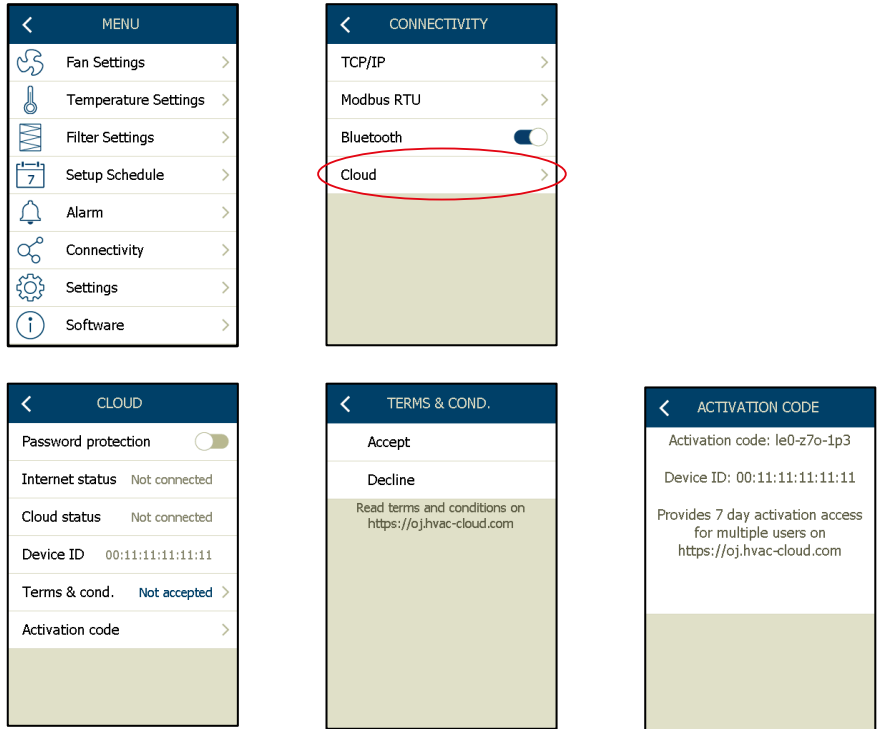 MENU
Fan Settings
Temperature Settings
Filter Settings
7
Setup Schedule
Alarm
Connectivity
Settings
i
Software
CONNECTIVITY
TCP/IP
Modbus RTU
Bluetooth
Cloud
CLOUD
Password protection
Internet status Not connected
Cloud status Not connected
Device ID 00:11:11:11:11:11
Terms & cond. Not accepted
Activation code
TERMS & COND.
Accept
Decline
Read terms and conditions on
https://oj.hvac-cloud.com
ACTIVATION CODE
Activation code: le0-z7o-1p3
Device ID: 00:11:11:11:11:11
Provides 7 day activation access
for multiple users on
https://oj.hvac-cloud.com